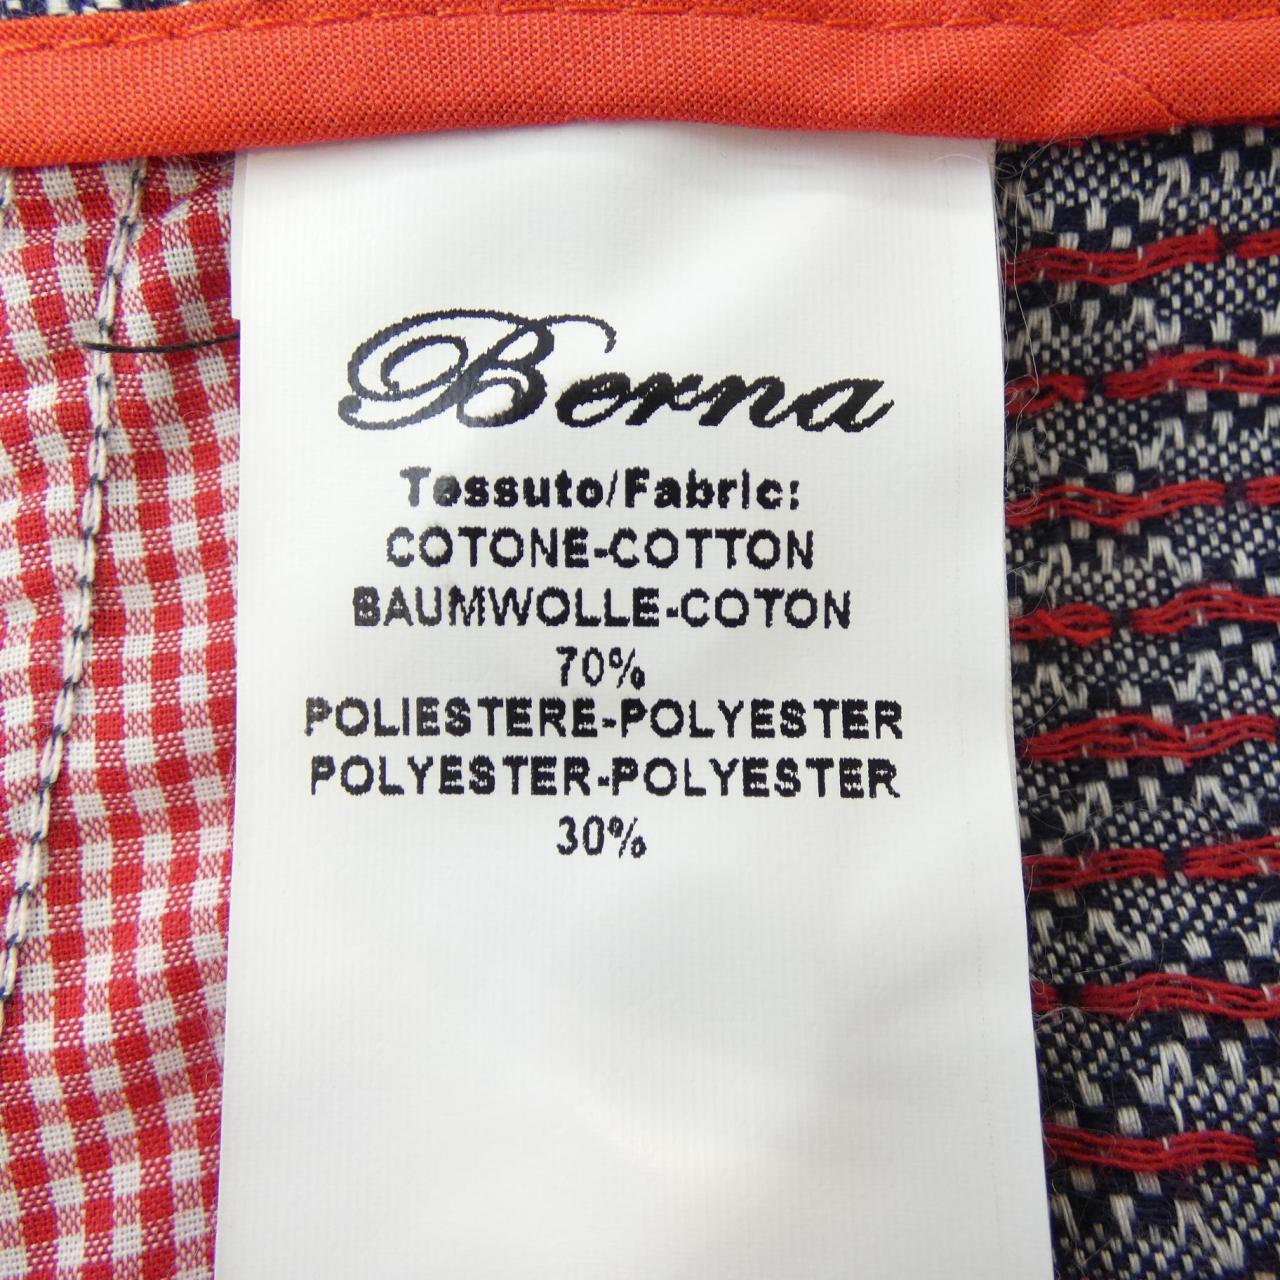 Berna
Tessuto/Fabric:
COTONE-COTTON
BAUMWOLLE-COTON
70%
POLIESTERE-POLYESTER
POLYESTER-POLYESTER
30%